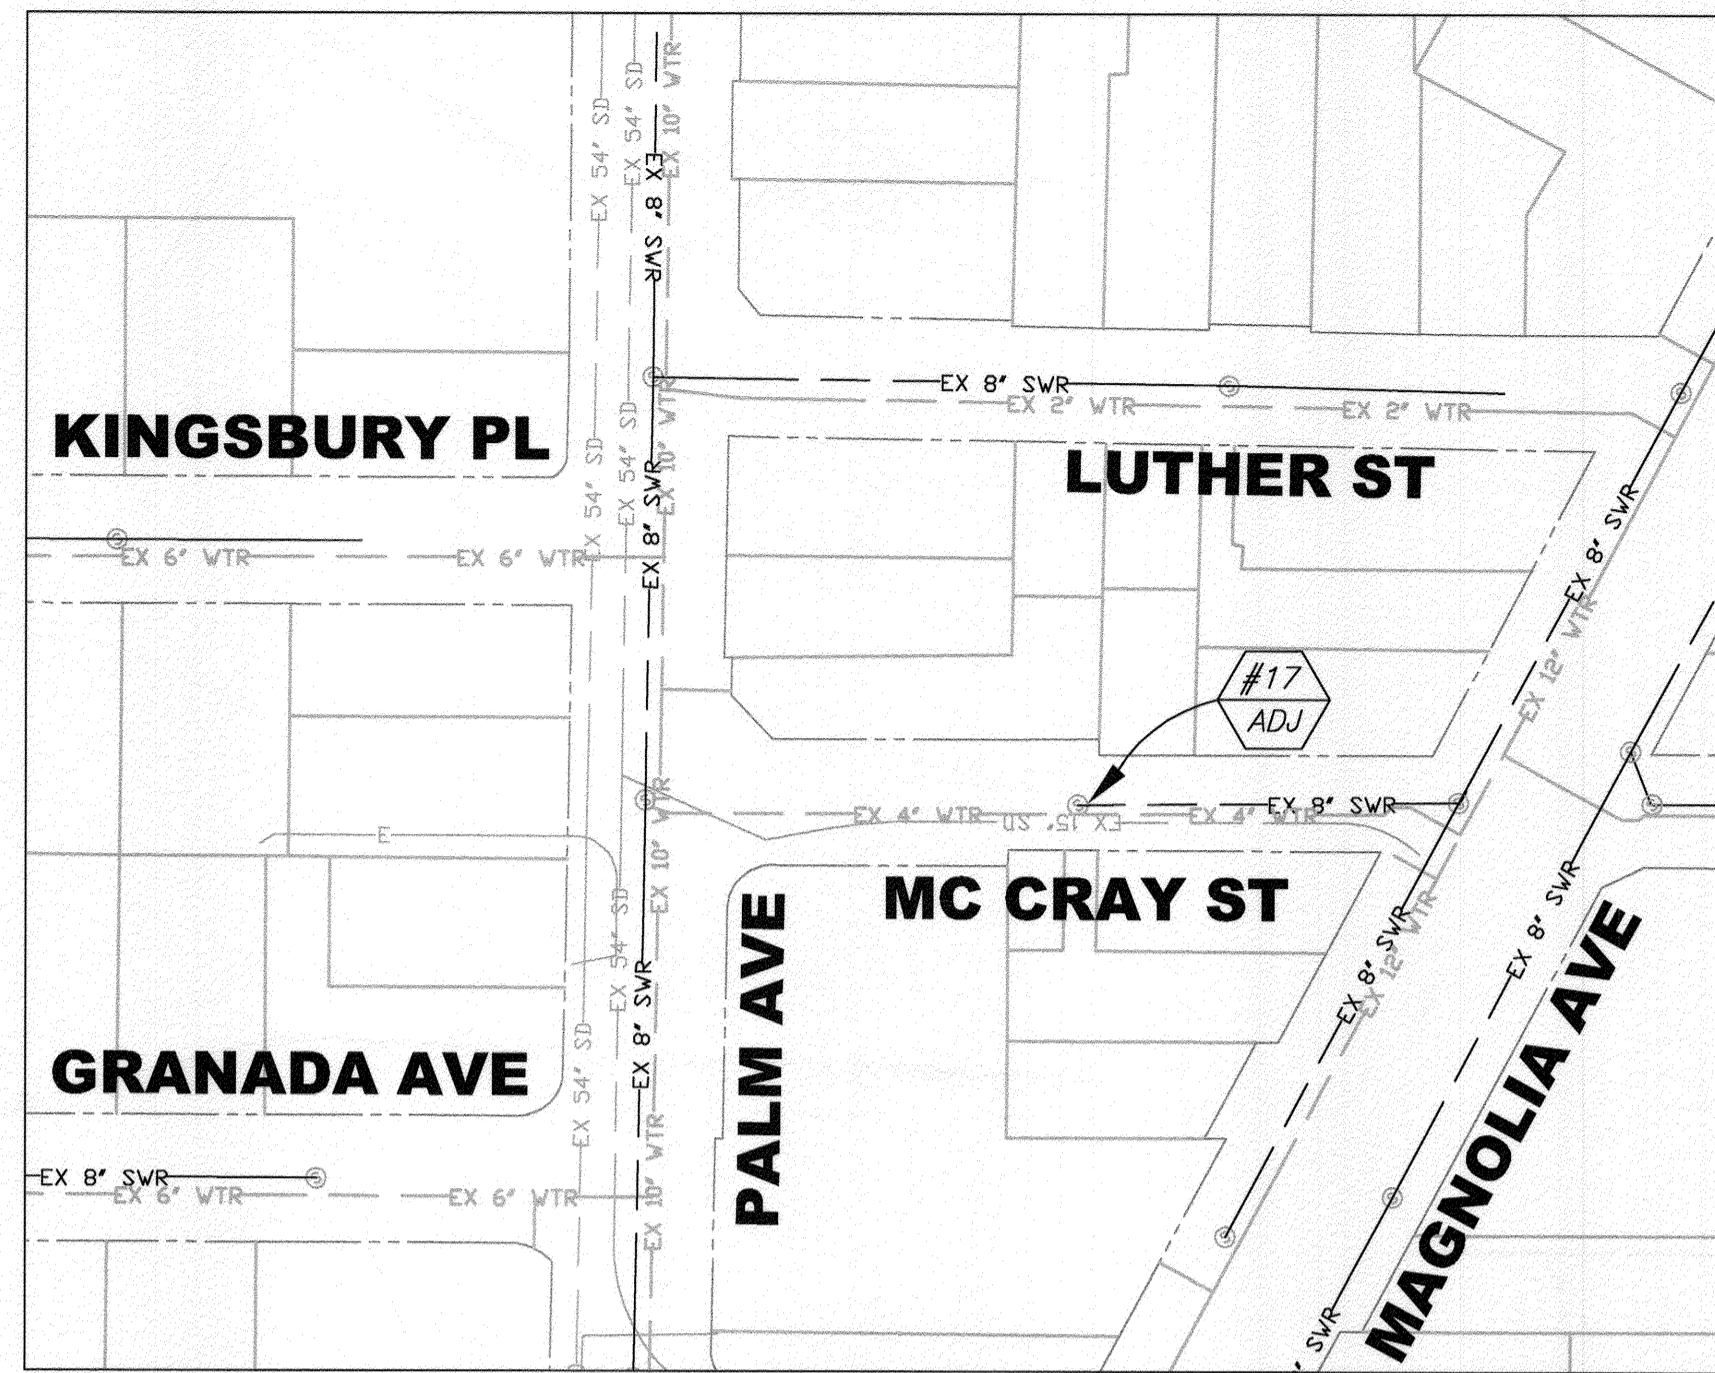 EX 54" SD
EX 54" SD
EX 8" SWR
EX 10" WTR
EX 10" WTR
EX 8" SWR
EX 2" WTR
EX 2" WTR
KINGSBURY PL
LUTHER ST
EX 54" SD
EX 54" SD
EX 8" SWR
EX 10" WTR
EX 6" WTR
EX 6" WTR
EX 8" SWR
EX 12" WTR
#17
ADJ
EX 4" WTR
EX 15" SD
EX 4" WTR
EX 8" SWR
E
EX 10" WTR
EX 54" SD
MC CRAY ST
PALM AVE
EX 8" SWR
EX 12" WTR
EX 8" SWR
MAGNOLIA AVE
EX 8" SWR
EX 54" SD
GRANADA AVE
EX 8" SWR
EX 6" WTR
EX 6" WTR
EX 10" WTR
" SWR